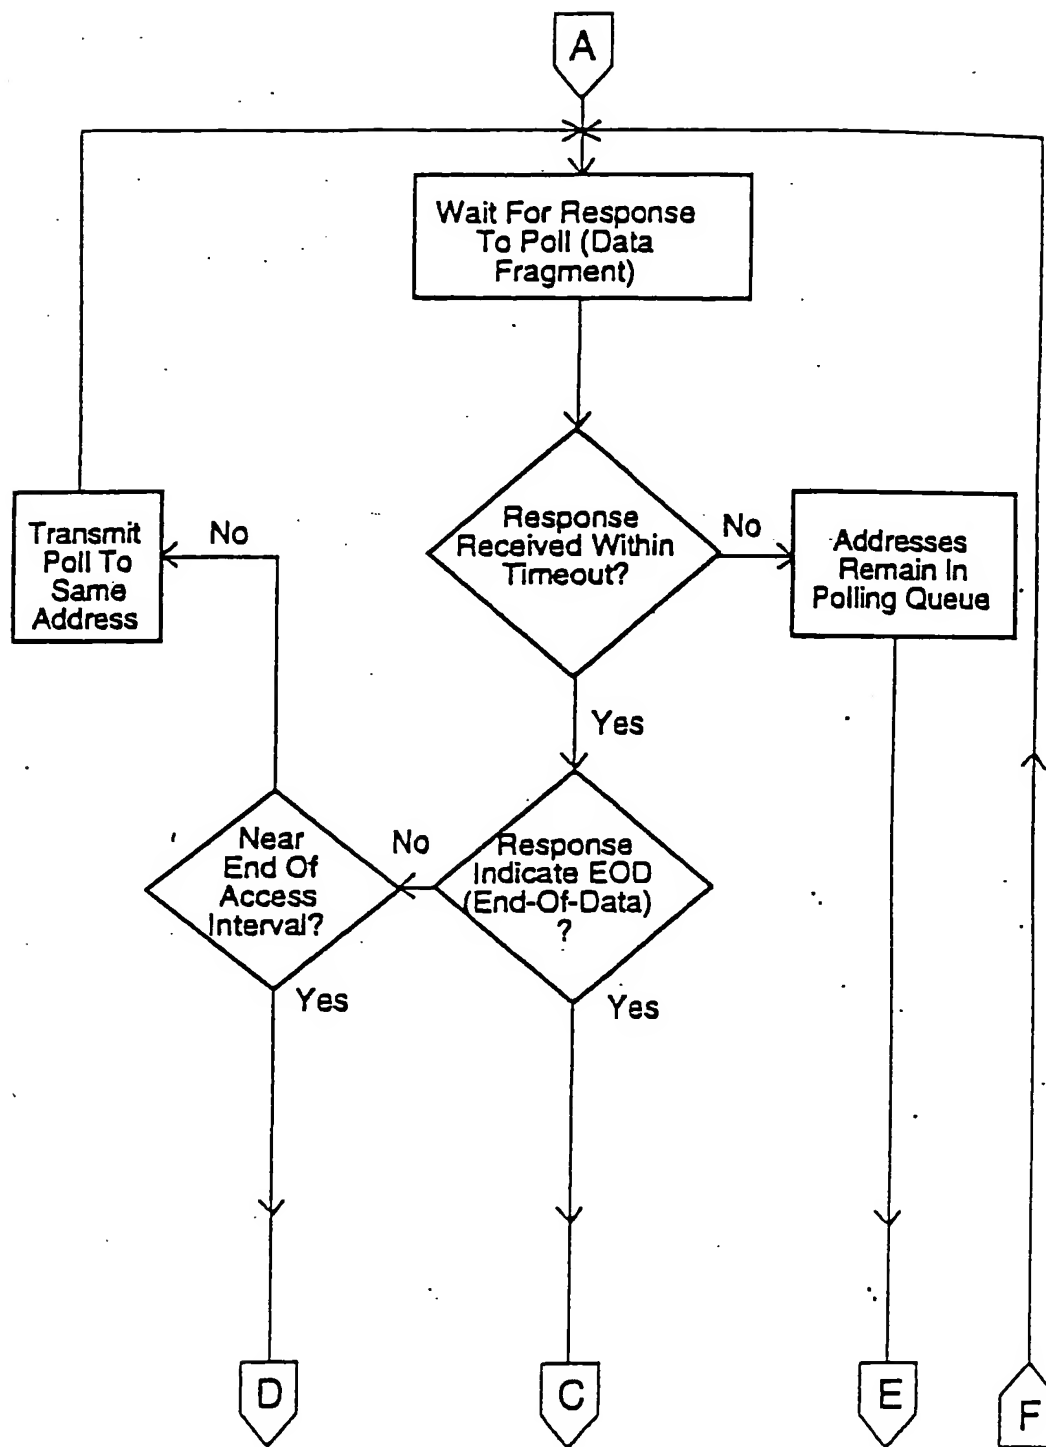 A
Wait For Response
To Poll (Data
Fragment)
Response
Received Within
Timeout?
No
Addresses
Remain In
Polling Queue
Transmit
Poll To
Same
Address
No
Yes
Near
End Of
Access
Interval?
No
Response
Indicate EOD
(End-Of-Data)
?
Yes
Yes
D
C
E
F